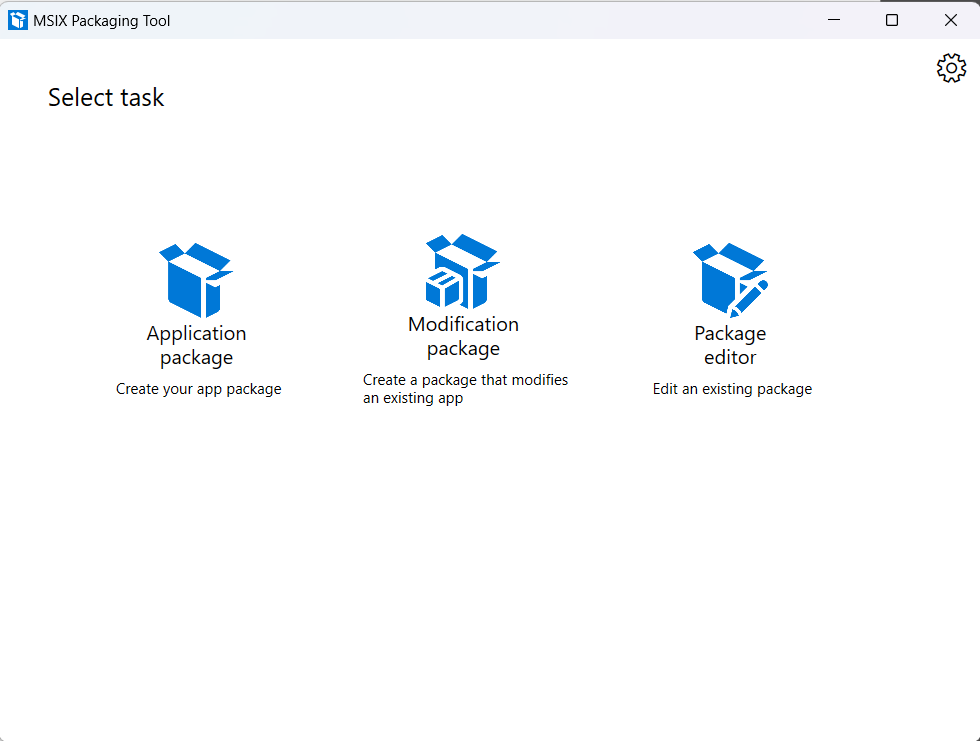 MSIX Packaging Tool
Select task
Application
package
Create your app package
Modification
package
Create a package that modifies
an existing app
Package
editor
Edit an existing package